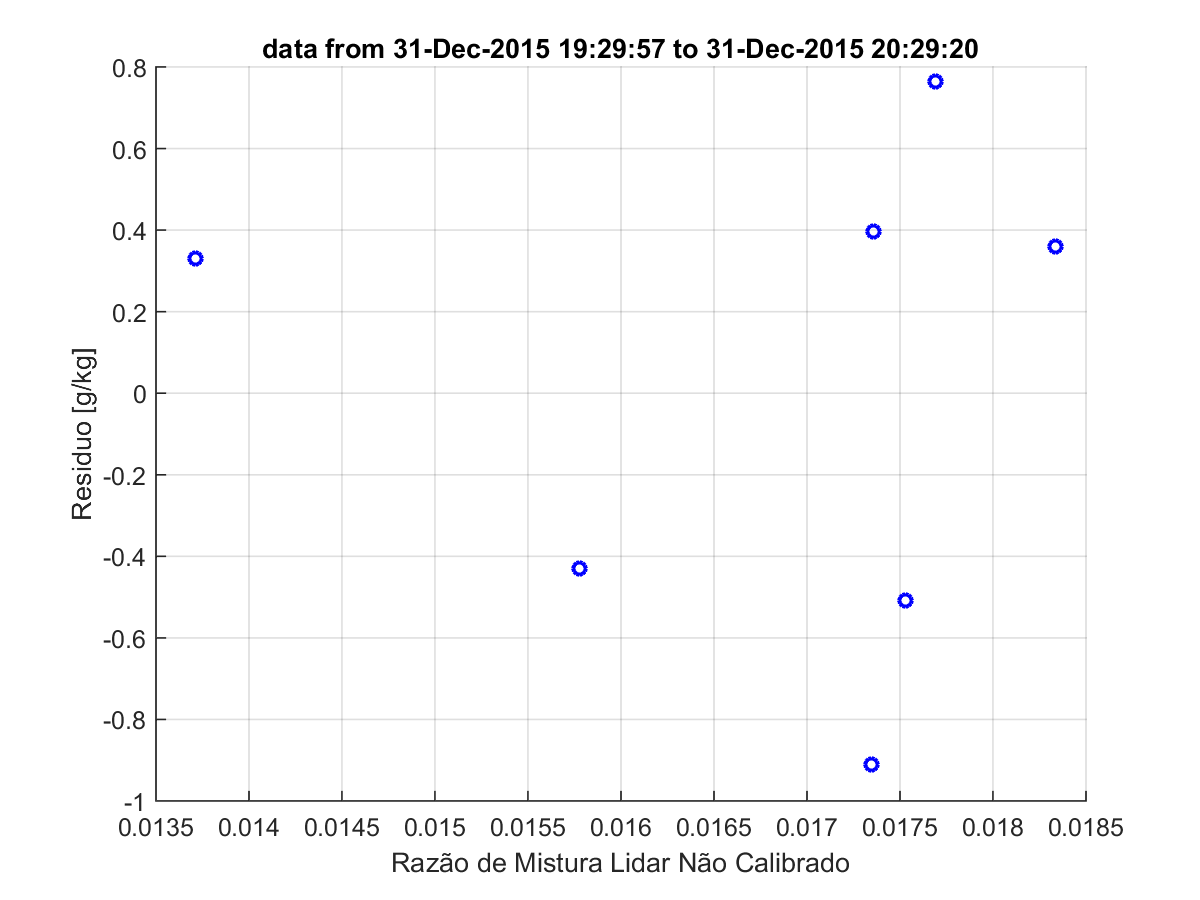 data from 31-Dec-2015 19:29:57 to 31-Dec-2015 20:29:20
0.8
0.6
0.4
0.2
0
-0.2
-0.4
-0.6
-0.8
-1
Residuo [g/kg]
0.0135 0.014 0.0145 0.015 0.0155 0.016 0.0165 0.017 0.0175 0.018 0.0185
Razão de Mistura Lidar Não Calibrado